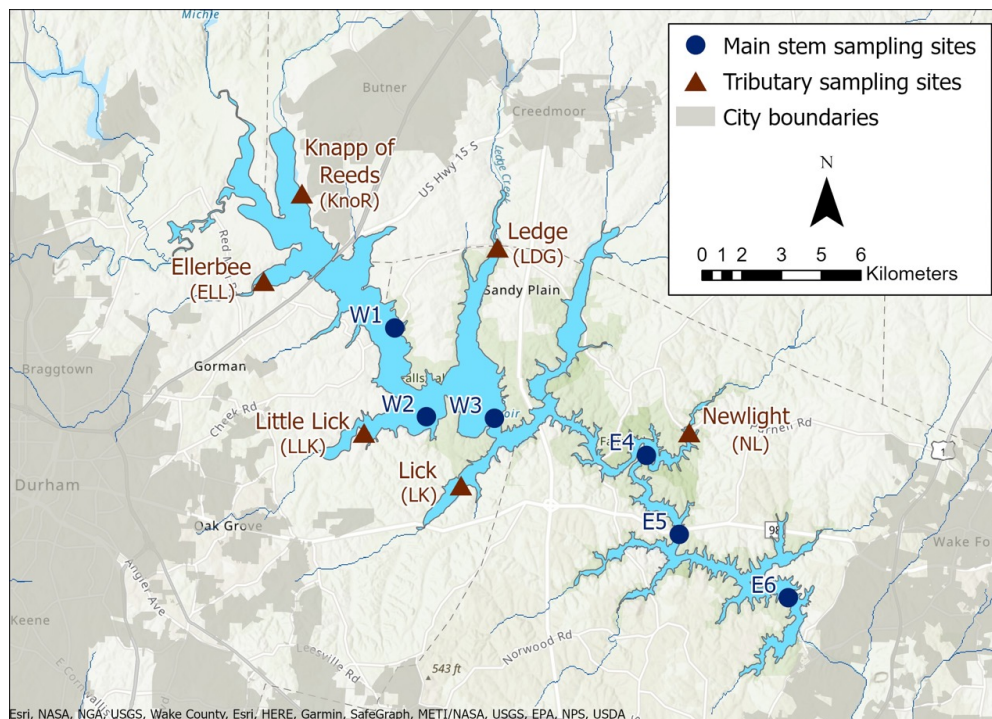 Michie
Butner
Creedmoor
Main stem sampling sites
Tributary sampling sites
City boundaries
N
0 1 2 3 5 6
Kilometers
US Hwy 15 S
Ledge Creek
Knapp of
Reeds
(KnoR)
Ledge
(LDG)
Sandy Plain
Ellerbee
(ELL)
W1
Gorman
Braggtown
Cheek Rd
W2
W3
Little Lick
(LLK)
Lick
(LK)
E4
Newlight
(NL)
1
Durham
Oak Grove
E5
98
Wake Fo
E6
Angier Ave
Keene
E Cornwallis
Leesville Rd
Norwood Rd
543 ft
Esri, NASA, NGA, USGS, Wake County, Esri, HERE, Garmin, SafeGraph, METI/NASA, USGS, EPA, NPS, USDA